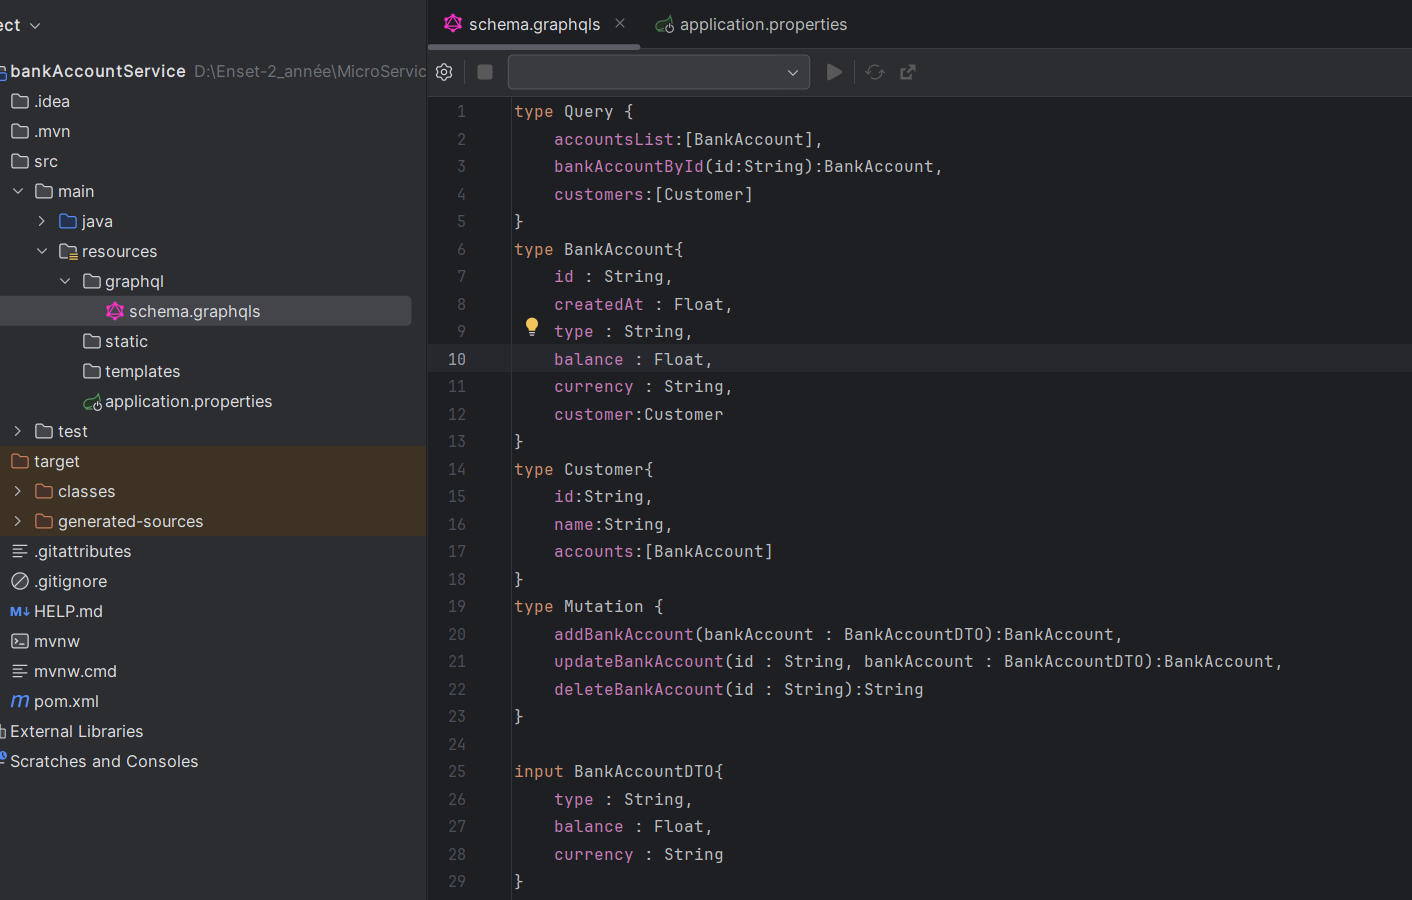 ect
bankAccountService D:\Enset-2_année\MicroServic
.idea
.mvn
src
main
java
resources
graphql
schema.graphqls
static
templates
application.properties
test
target
classes
generated-sources
.gitattributes
.gitignore
M↓ HELP.md
mvnw
mvnw.cmd
m pom.xml
External Libraries
Scratches and Consoles
schema.graphqls application.properties
1 type Query {
2 accountsList:[BankAccount],
3 bankAccountById(id:String):BankAccount,
4 customers:[Customer]
5 }
6 type BankAccount{
7 id : String,
8 createdAt : Float,
9 type : String,
10 balance : Float,
11 currency : String,
12 customer:Customer
13 }
14 type Customer{
15 id:String,
16 name:String,
17 accounts:[BankAccount]
18 }
19 type Mutation {
20 addBankAccount(bankAccount : BankAccountDTO):BankAccount,
21 updateBankAccount(id : String, bankAccount : BankAccountDTO):BankAccount,
22 deleteBankAccount(id : String):String
23 }
24
25 input BankAccountDTO{
26 type : String,
27 balance : Float,
28 currency : String
29 }